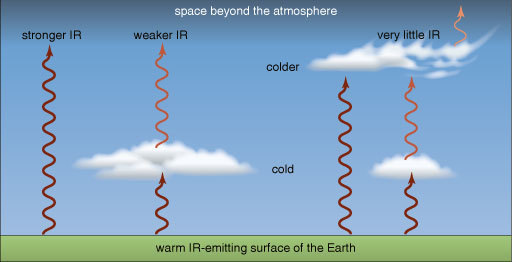 space beyond the atmosphere
stronger IR
weaker IR
very little IR
colder
cold
warm IR-emitting surface of the Earth